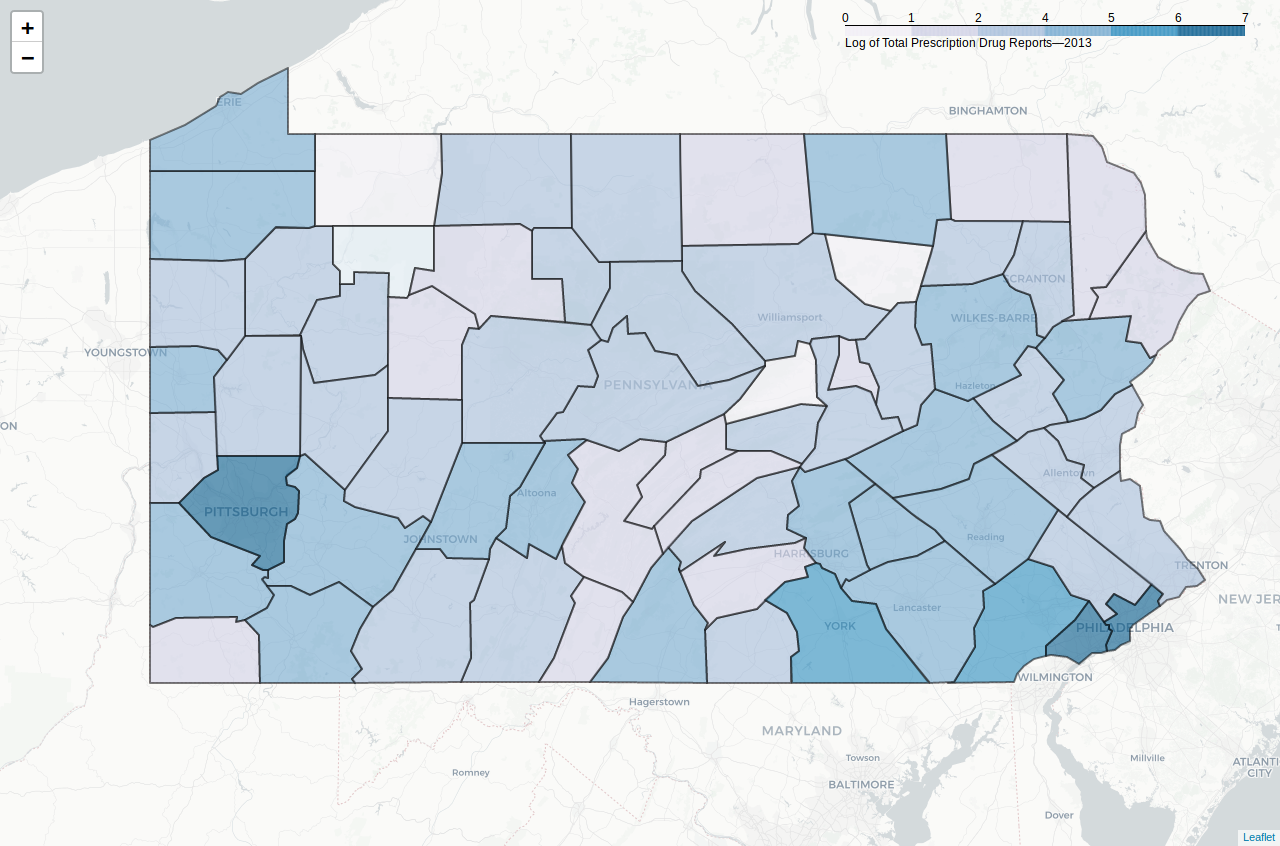 +
−
0 1 2 4 5 6 7
Log of Total Prescription Drug Reports—2013
ERIE
BINGHAMTON
SCRANTON
Williamsport
WILKES-BARRE
YOUNGSTOWN
PENNSYLVANIA
Hazleton
ON
Allentown
Altoona
PITTSBURGH
JOHNSTOWN
Reading
HARRISBURG
TRENTON
NEW JER
Lancaster
YORK
PHILADELPHIA
WILMINGTON
Hagerstown
MARYLAND
Towson
Millville
ATLANTI
CITY
Romney
BALTIMORE
Dover
Leaflet